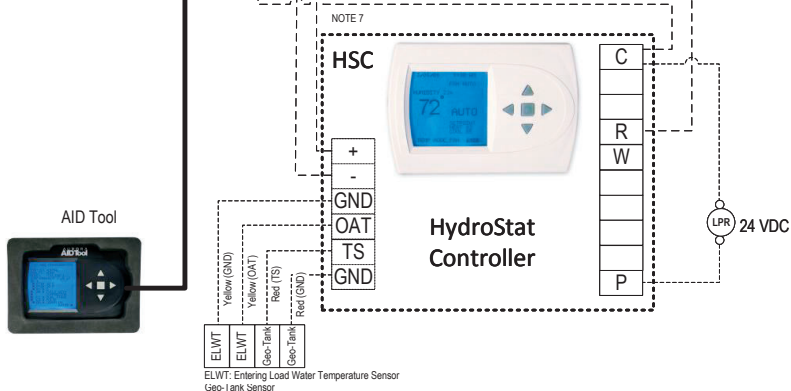 NOTE 7
HSC
72°
AUTO
C
R
W
P
+
-
GND
OAT
TS
GND
HydroStat
Controller
LPR
24 VDC
AID Tool
AID Tool
Yellow (GND)
Yellow (OAT)
Red (TS)
Red (GND)
ELWT
ELWT
Geo-Tank
Geo-Tank
ELWT: Entering Load Water Temperature Sensor
Geo-Tank Sensor